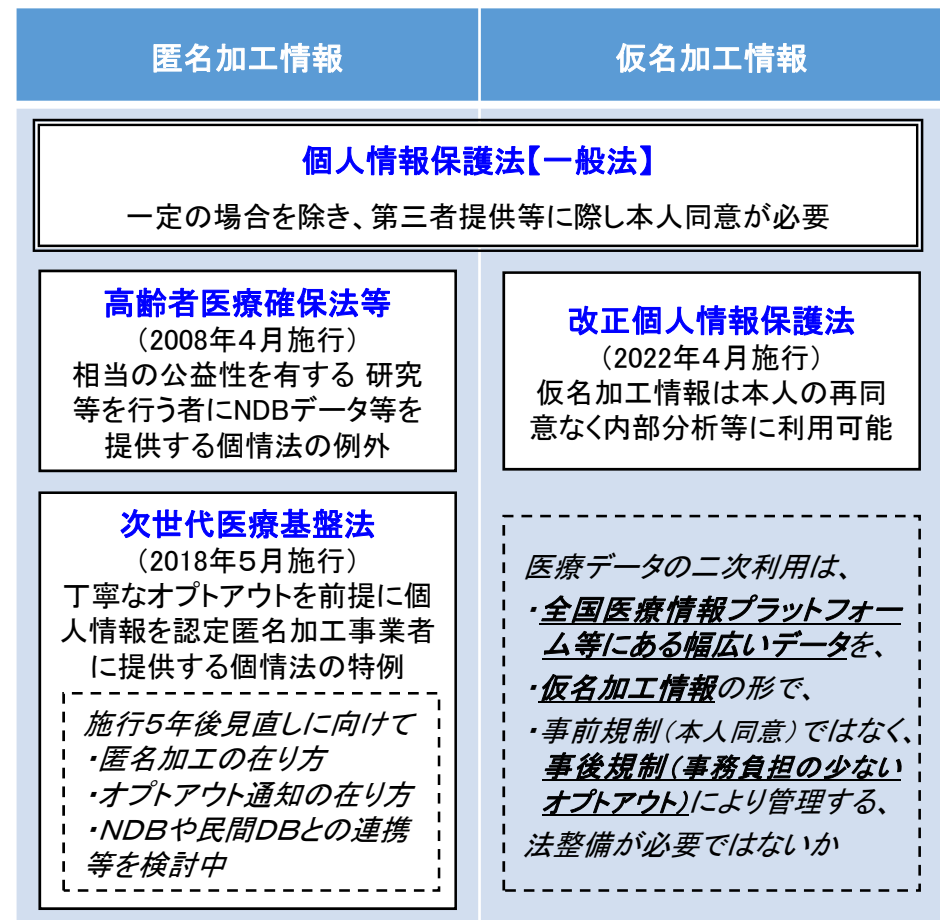 匿名加工情報
仮名加工情報
個人情報保護法【一般法】
一定の場合を除き、第三者提供等に際し本人同意が必要
高齢者医療確保法等
（2008年４月施行）
相当の公益性を有する 研究
等を行う者にNDBデータ等を
提供する個情法の例外
次世代医療基盤法
（2018年５月施行）
丁寧なオプトアウトを前提に個
人情報を認定匿名加工事業者
に提供する個情法の特例
施行５年後見直しに向けて
・匿名加工の在り方
・オプトアウト通知の在り方
・ＮＤＢや民間ＤＢとの連携
等を検討中
改正個人情報保護法
（2022年４月施行）
仮名加工情報は本人の再同
意なく内部分析等に利用可能
医療データの二次利用は、
・全国医療情報プラットフォー
ム等にある幅広いデータを、
・仮名加工情報の形で、
・事前規制（本人同意）ではなく、
事後規制（事務負担の少ない
オプトアウト）により管理する、
法整備が必要ではないか